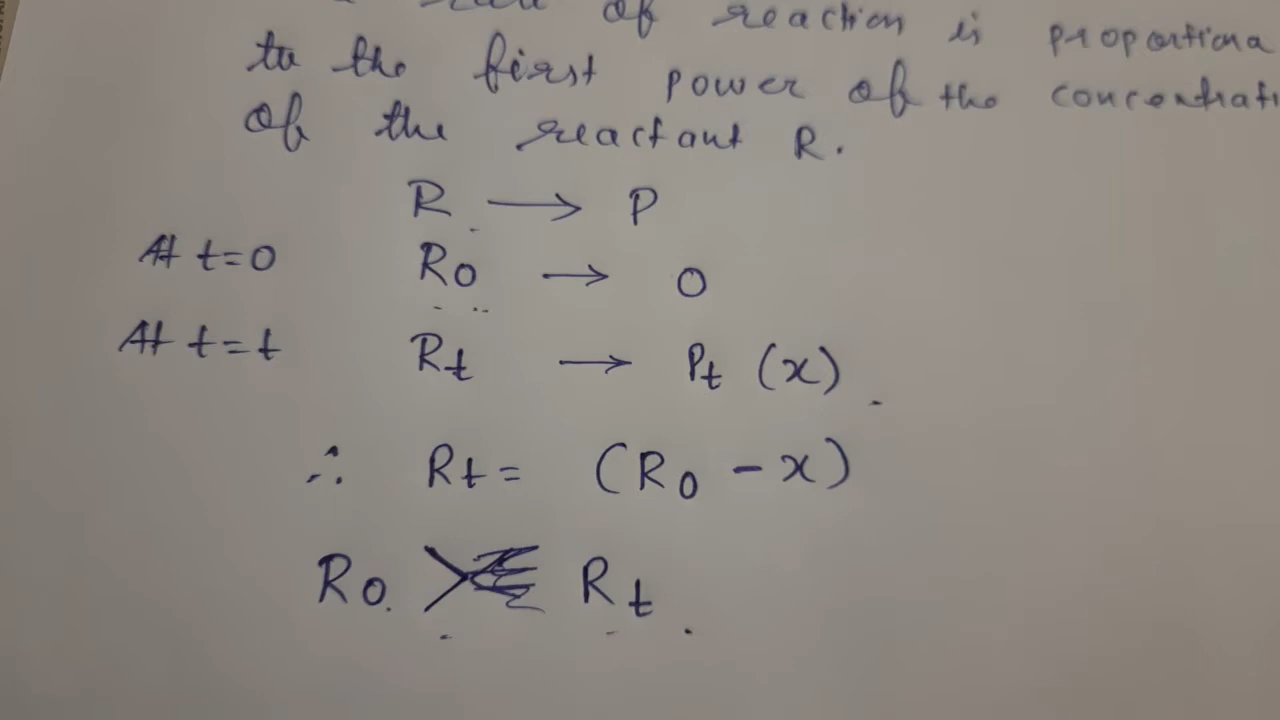 of reaction is proportiona
to the first power of the concentrati
of the reactant R.
R → P
At t=0 R0 → 0
At t=t Rt → Pt (x)
∴ Rt = (R0 - x)
R0 > Rt